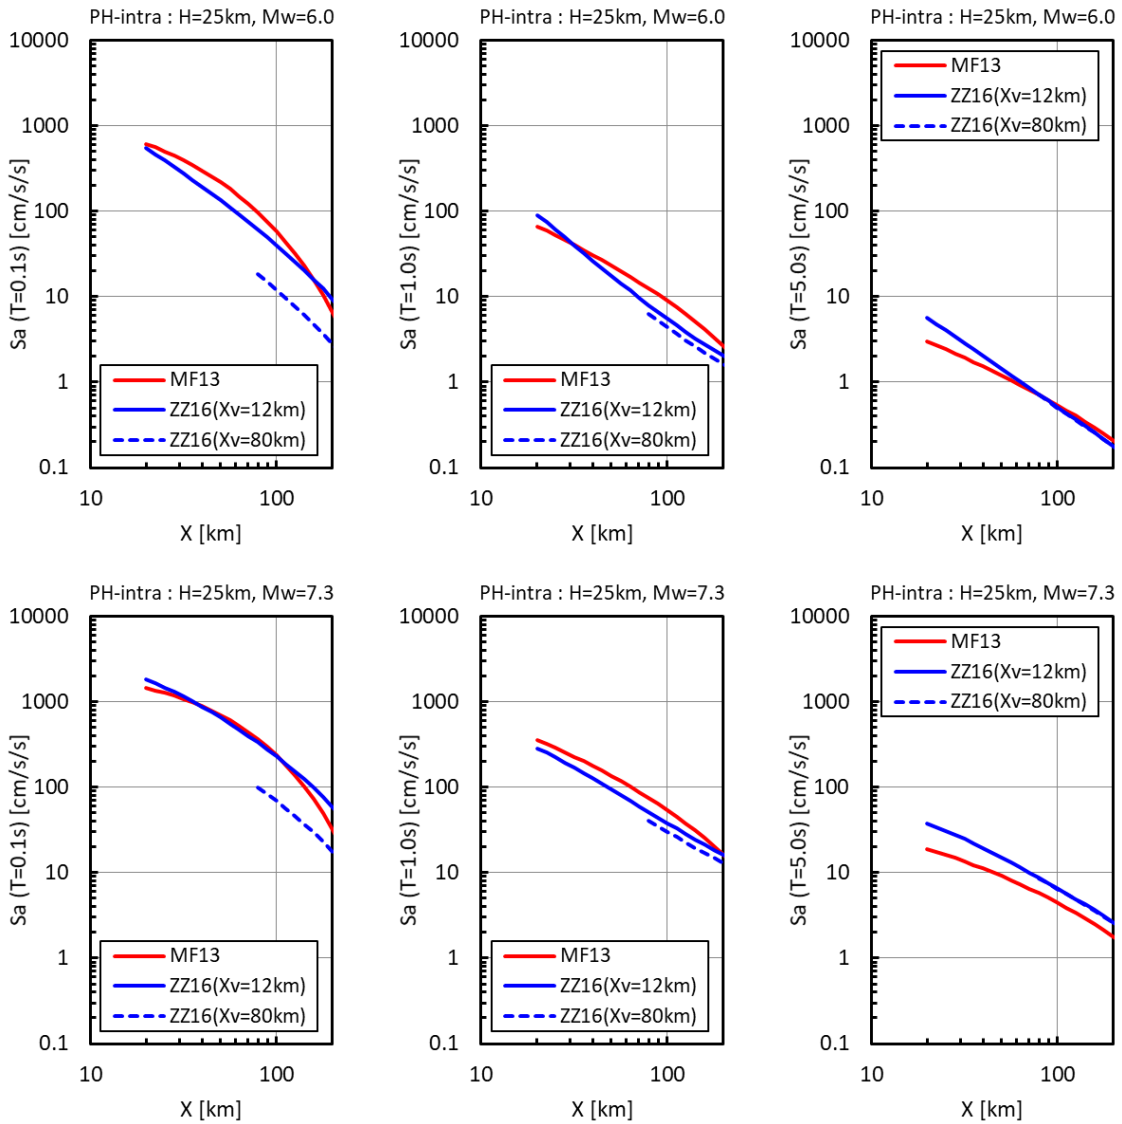 PH-intra : H=25km, Mw=6.0
10000
1000
100
10
1
0.1
Sa (T=0.1s) [cm/s/s]
MF13
ZZ16(Xv=12km)
ZZ16(Xv=80km)
10
100
X [km]
PH-intra : H=25km, Mw=6.0
10000
1000
100
10
1
0.1
Sa (T=1.0s) [cm/s/s]
MF13
ZZ16(Xv=12km)
ZZ16(Xv=80km)
10
100
X [km]
PH-intra : H=25km, Mw=6.0
10000
1000
100
10
1
0.1
Sa (T=5.0s) [cm/s/s]
MF13
ZZ16(Xv=12km)
ZZ16(Xv=80km)
10
100
X [km]
PH-intra : H=25km, Mw=7.3
10000
1000
100
10
1
0.1
Sa (T=0.1s) [cm/s/s]
MF13
ZZ16(Xv=12km)
ZZ16(Xv=80km)
10
100
X [km]
PH-intra : H=25km, Mw=7.3
10000
1000
100
10
1
0.1
Sa (T=1.0s) [cm/s/s]
MF13
ZZ16(Xv=12km)
ZZ16(Xv=80km)
10
100
X [km]
PH-intra : H=25km, Mw=7.3
10000
1000
100
10
1
0.1
Sa (T=5.0s) [cm/s/s]
MF13
ZZ16(Xv=12km)
ZZ16(Xv=80km)
10
100
X [km]